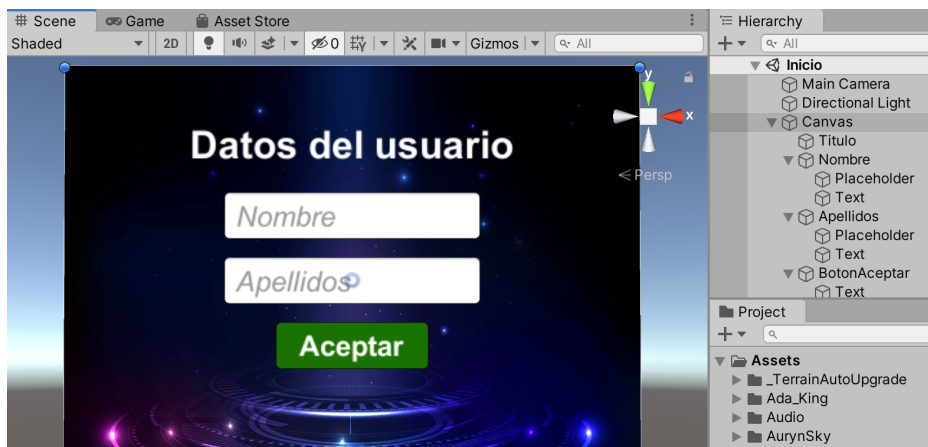 Scene Game Asset Store
Shaded 2D 0 Gizmos All
y
x
Persp
Datos del usuario
Nombre
Apellidos
Aceptar
Hierarchy
All
Inicio
Main Camera
Directional Light
Canvas
Titulo
Nombre
Placeholder
Text
Apellidos
Placeholder
Text
BotonAceptar
Text
Project
Assets
_TerrainAutoUpgrade
Ada_King
Audio
AurynSky